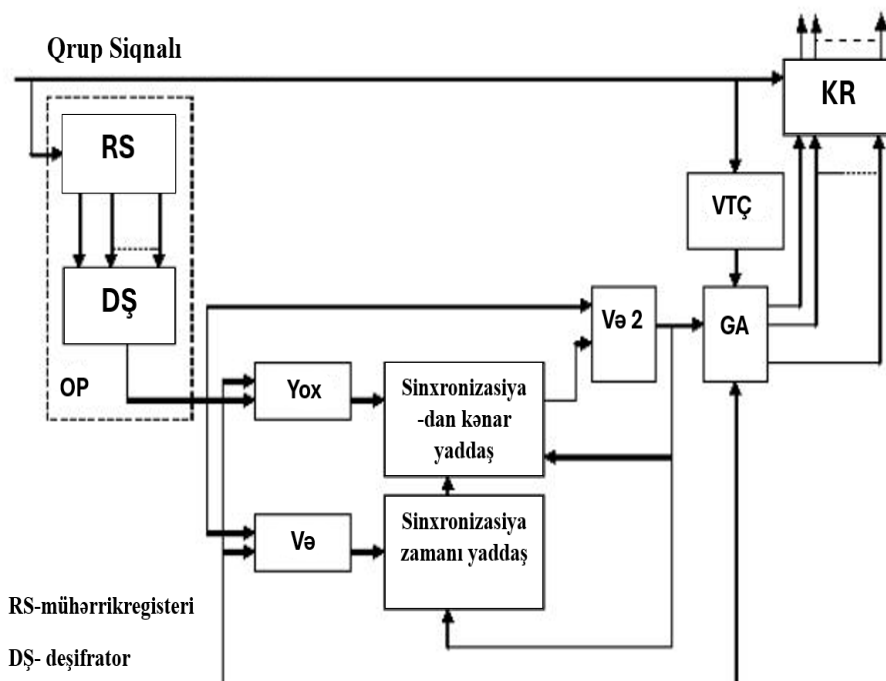 Qrup Siqnalı
KR
RS
VTÇ
DŞ
Və 2
GA
OP
Yox
Sinxronizasiya
-dan kənar
yaddaş
Və
Sinxronizasiya
zamanı yaddaş
RS-mühərrikregisteri
DŞ- deşifrator